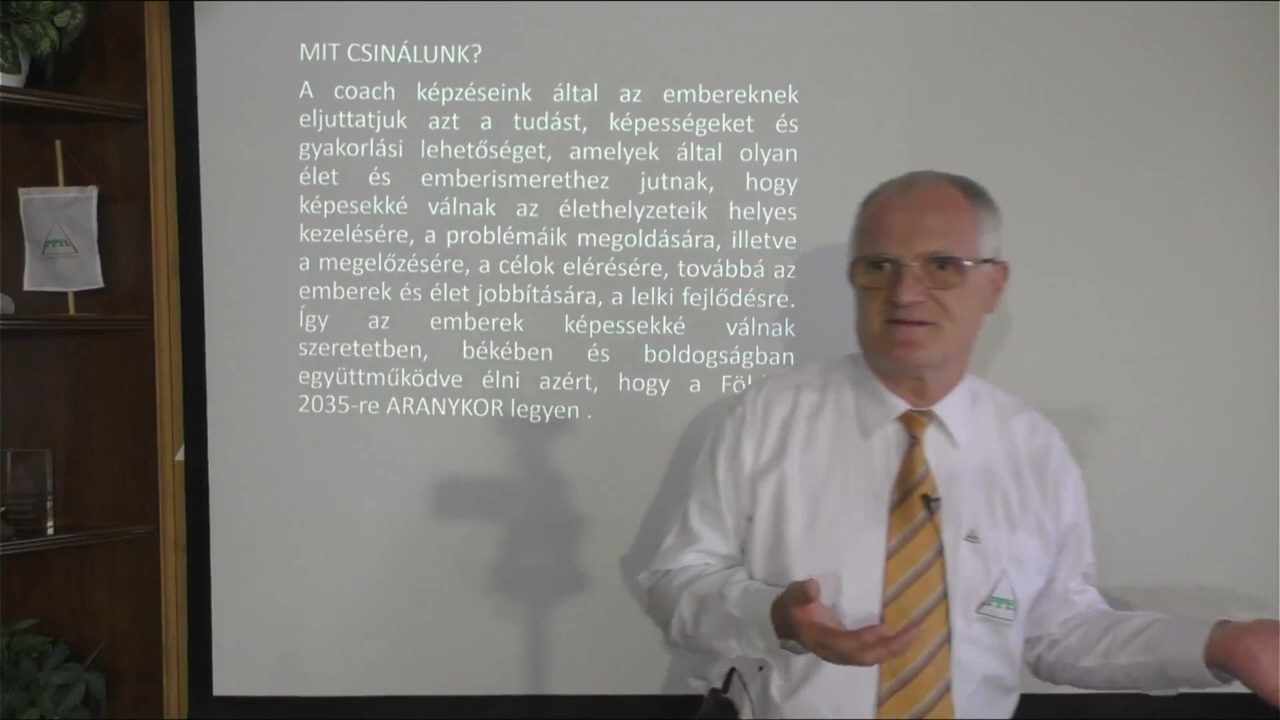 MIT CSINÁLUNK?
A coach képzéseink által az embereknek
eljuttatjuk azt a tudást, képességeket és
gyakorlási lehetőséget, amelyek által olyan
élet és emberismerethez jutnak, hogy
képesekké válnak az élethelyzeteik helyes
kezelésére, a problémáik megoldására, illetve
a megelőzésére, a célok elérésére, továbbá az
emberek és élet jobbítására, a lelki fejlődésre.
Így az emberek képessekké válnak
szeretetben, békében és boldogságban
együttműködve élni azért, hogy a
2035-re ARANYKOR legyen .